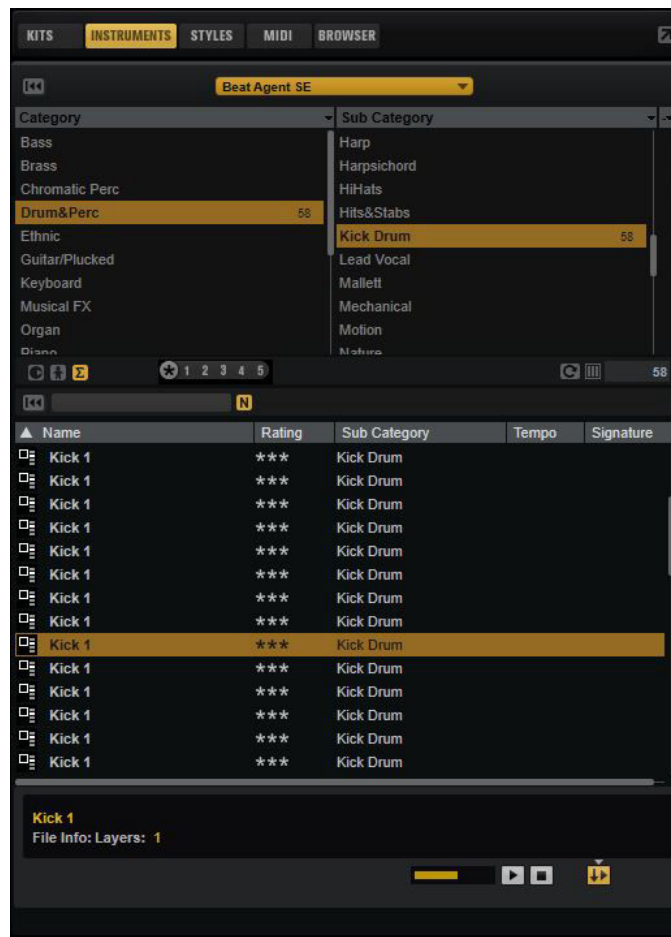 KITS INSTRUMENTS STYLES MIDI BROWSER
Beat Agent SE
Category Sub Category
Bass Harp
Brass Harpsichord
Chromatic Perc HiHats
Drum&Perc 58 Hits&Stabs
Ethnic Kick Drum 58
Guitar/Plucked Lead Vocal
Keyboard Mallett
Musical FX Mechanical
Organ Motion
Piano Nature
Σ 1 2 3 4 5 58
N
Name Rating Sub Category Tempo Signature
Kick 1 *** Kick Drum
Kick 1 *** Kick Drum
Kick 1 *** Kick Drum
Kick 1 *** Kick Drum
Kick 1 *** Kick Drum
Kick 1 *** Kick Drum
Kick 1 *** Kick Drum
Kick 1 *** Kick Drum
Kick 1 *** Kick Drum
Kick 1 *** Kick Drum
Kick 1 *** Kick Drum
Kick 1 *** Kick Drum
Kick 1 *** Kick Drum
Kick 1 *** Kick Drum
Kick 1
File Info: Layers: 1